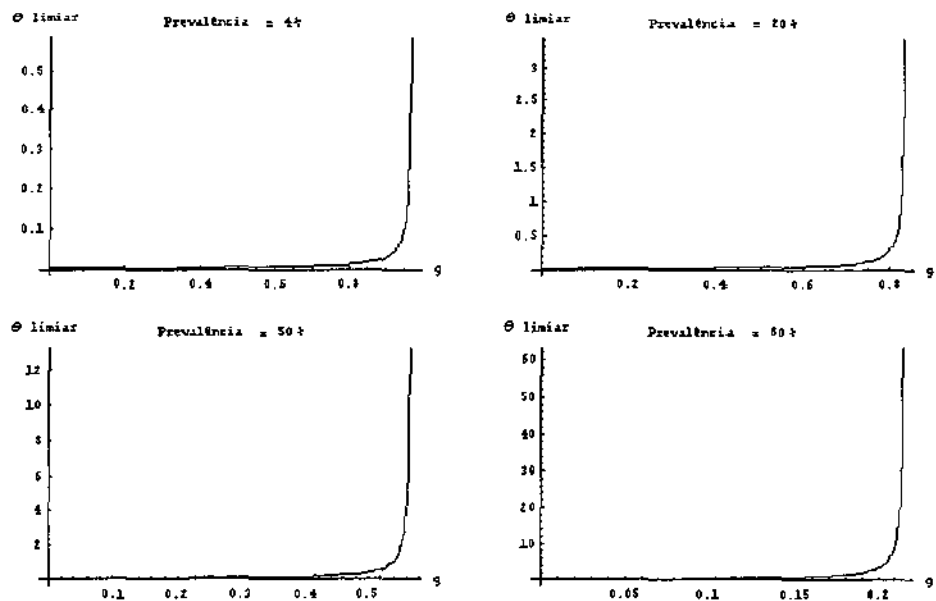 θ limiar
Prevalência = 4%
0.5
0.4
0.3
0.2
0.1
0.2 0.4 0.6 0.8 g
θ limiar
Prevalência = 20%
3
2.5
2
1.5
1
0.5
0.2 0.4 0.6 0.8 g
θ limiar
Prevalência = 50%
12
10
8
6
4
2
0.1 0.2 0.3 0.4 0.5 g
θ limiar
Prevalência = 80%
60
50
40
30
20
10
0.05 0.1 0.15 0.2 g